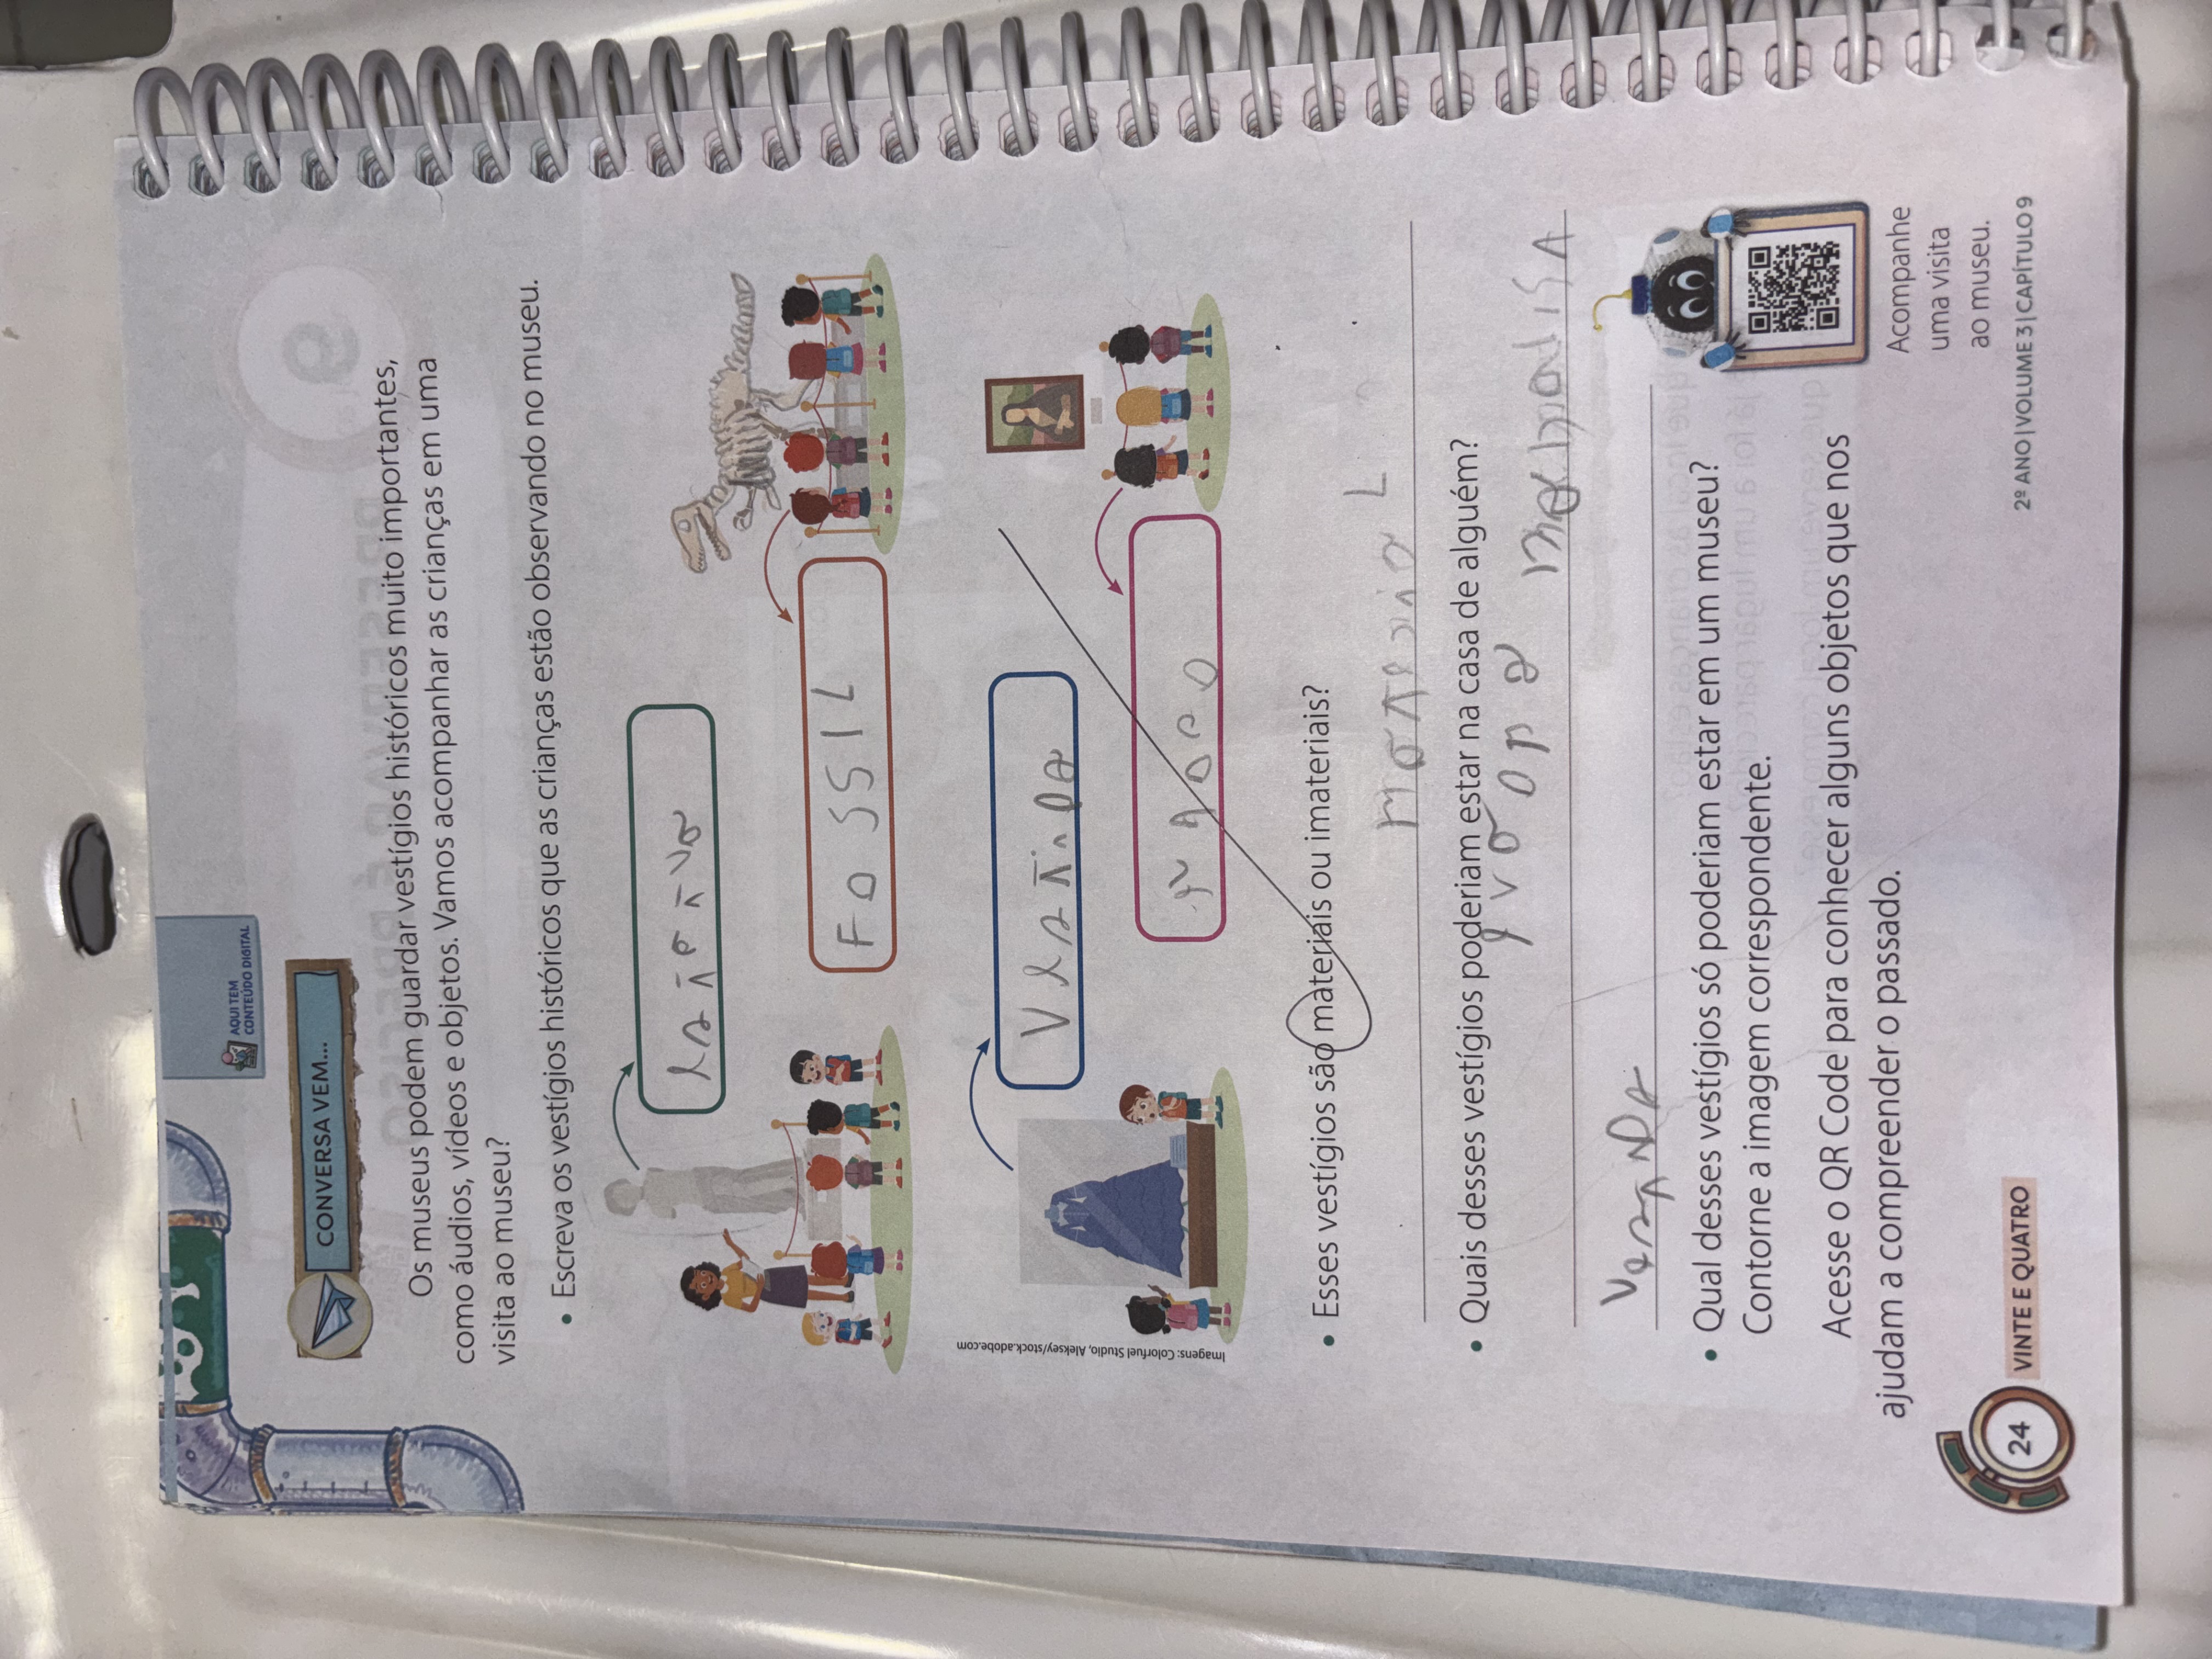 AQUI TEM
CONTEÚDO DIGITAL
CONVERSA VEM...
Os museus podem guardar vestígios históricos muito importantes,
como áudios, vídeos e objetos. Vamos acompanhar as crianças em uma
visita ao museu?
• Escreva os vestígios históricos que as crianças estão observando no museu.
FOSSIL
Imagens: Colorfuel Studio, Aleksey/stock.adobe.com
Vestido
• Esses vestígios são materiais ou imateriais?
Material
• Quais desses vestígios poderiam estar na casa de alguém?
Vestido
• Qual desses vestígios só poderiam estar em um museu?
Contorne a imagem correspondente.
Acesse o QR Code para conhecer alguns objetos que nos
ajudam a compreender o passado.
Acompanhe
uma visita
ao museu.
24
VINTE E QUATRO
2º ANO | VOLUME 3 | CAPÍTULO 9